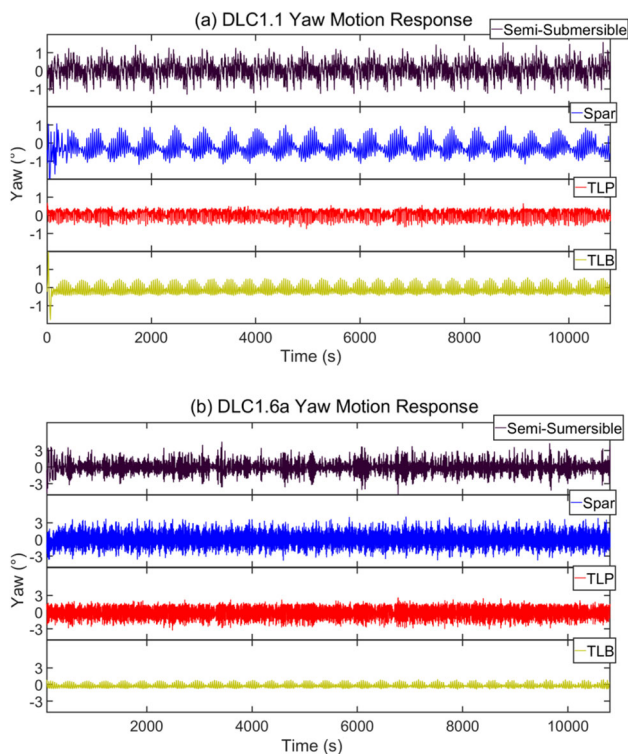 (a) DLC1.1 Yaw Motion Response
Semi-Submersible
1
0
-1
Spar
1
0
-1
TLP
1
0
-1
TLB
1
0
-1
Yaw (°)
0 2000 4000 6000 8000 10000
Time (s)
(b) DLC1.6a Yaw Motion Response
Semi-Sumersible
3
0
-3
Spar
3
0
-3
TLP
3
0
-3
TLB
3
0
-3
Yaw (°)
2000 4000 6000 8000 10000
Time (s)